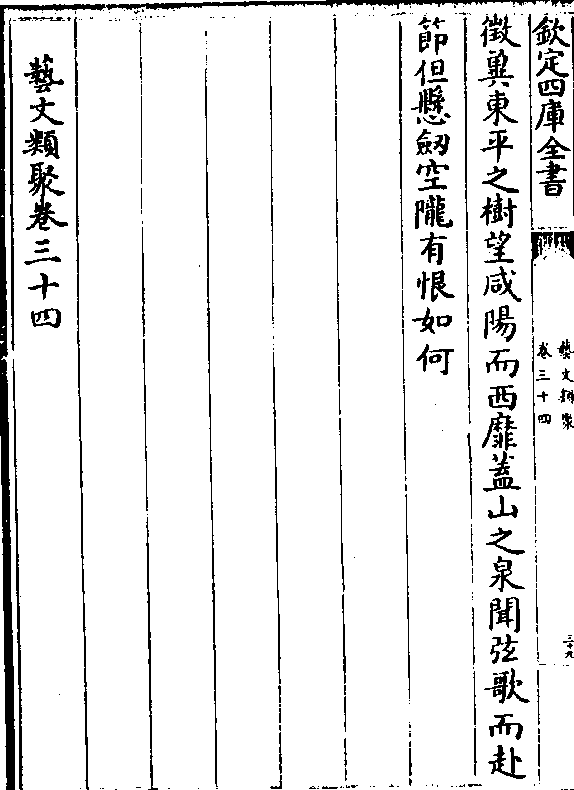 欽定四庫全書
藝文類聚
卷三十四
三十九
徵冀東平之樹望咸陽而西靡蓋山之泉聞弦歌而赴
節但懸劒空隴有恨如何
藝文類聚卷三十四